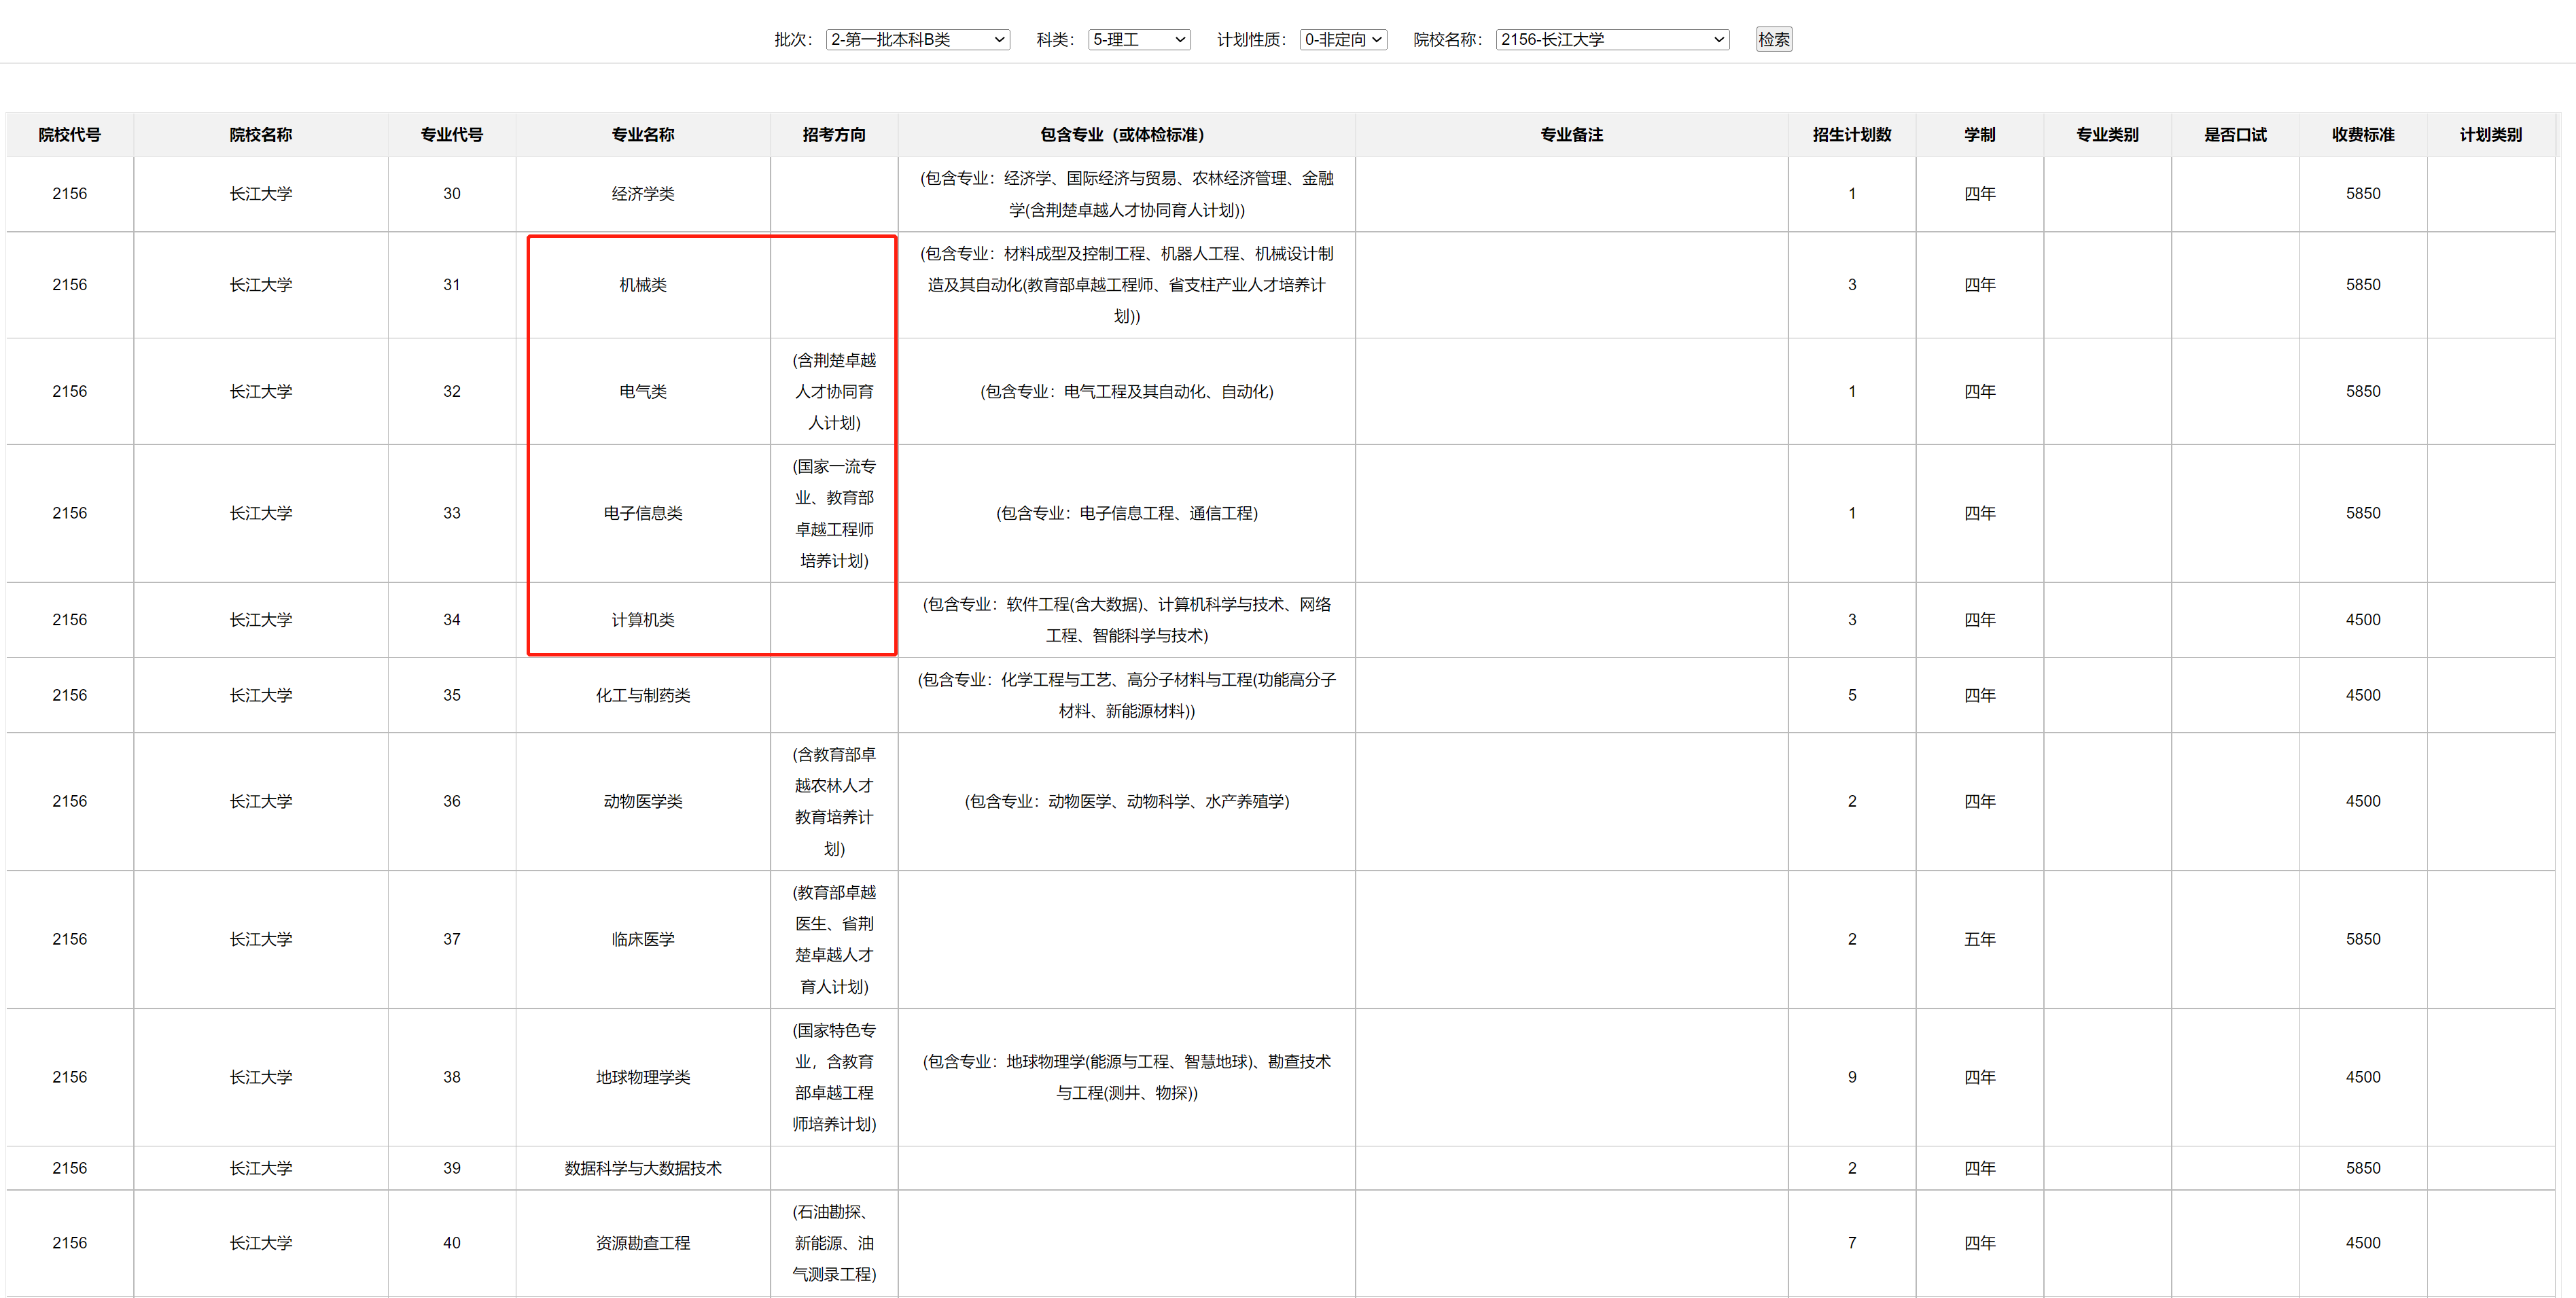 批次： 2-第一批本科B类 科类： 5-理工 计划性质： 0-非定向 院校名称： 2156-长江大学 检索
院校代号 院校名称 专业代号 专业名称 招考方向 包含专业（或体检标准） 专业备注 招生计划数 学制 专业类别 是否口试 收费标准 计划类别
2156 长江大学 30 经济学类 (包含专业：经济学、国际经济与贸易、农林经济管理、金融
学(含荆楚卓越人才协同育人计划)) 1 四年 5850
2156 长江大学 31 机械类 (包含专业：材料成型及控制工程、机器人工程、机械设计制
造及其自动化(教育部卓越工程师、省支柱产业人才培养计
划)) 3 四年 5850
2156 长江大学 32 电气类 (含荆楚卓越
人才协同育
人计划) (包含专业：电气工程及其自动化、自动化) 1 四年 5850
2156 长江大学 33 电子信息类 (国家一流专
业、教育部
卓越工程师
培养计划) (包含专业：电子信息工程、通信工程) 1 四年 5850
2156 长江大学 34 计算机类 (包含专业：软件工程(含大数据)、计算机科学与技术、网络
工程、智能科学与技术) 3 四年 4500
2156 长江大学 35 化工与制药类 (包含专业：化学工程与工艺、高分子材料与工程(功能高分子
材料、新能源材料)) 5 四年 4500
2156 长江大学 36 动物医学类 (含教育部卓
越农林人才
教育培养计
划) (包含专业：动物医学、动物科学、水产养殖学) 2 四年 4500
2156 长江大学 37 临床医学 (教育部卓越
医生、省荆
楚卓越人才
育人计划) 2 五年 5850
2156 长江大学 38 地球物理学类 (国家特色专
业，含教育
部卓越工程
师培养计划) (包含专业：地球物理学(能源与工程、智慧地球)、勘查技术
与工程(测井、物探)) 9 四年 4500
2156 长江大学 39 数据科学与大数据技术 2 四年 5850
2156 长江大学 40 资源勘查工程 (石油勘探、
新能源、油
气测录工程) 7 四年 4500